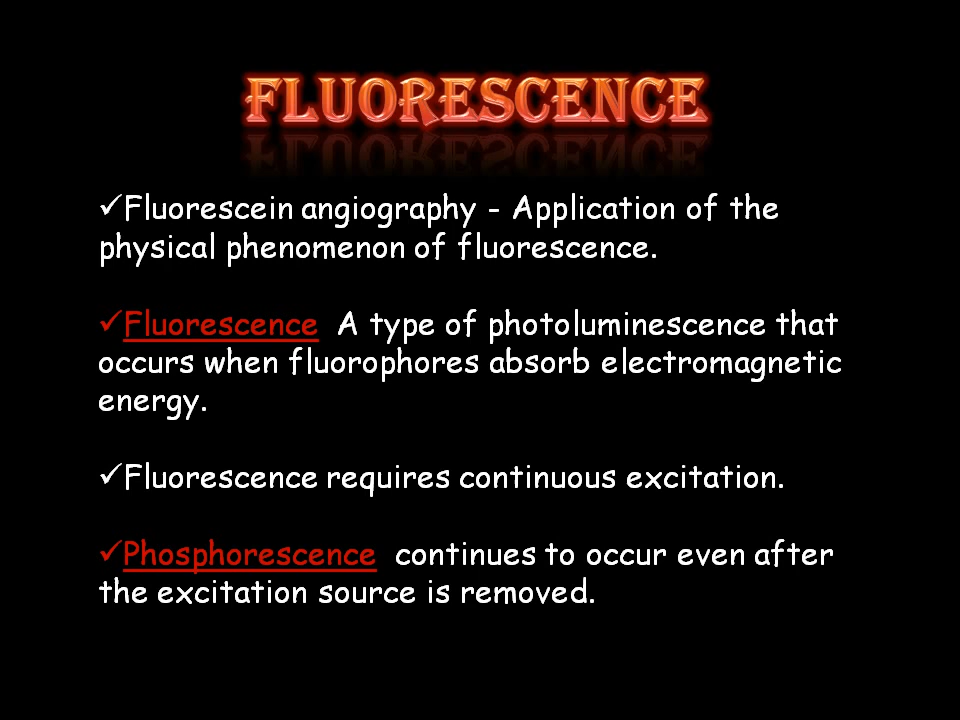 FLUORESCENCE
✓Fluorescein angiography - Application of the
physical phenomenon of fluorescence.
✓Fluorescence A type of photoluminescence that
occurs when fluorophores absorb electromagnetic
energy.
✓Fluorescence requires continuous excitation.
✓Phosphorescence continues to occur even after
the excitation source is removed.